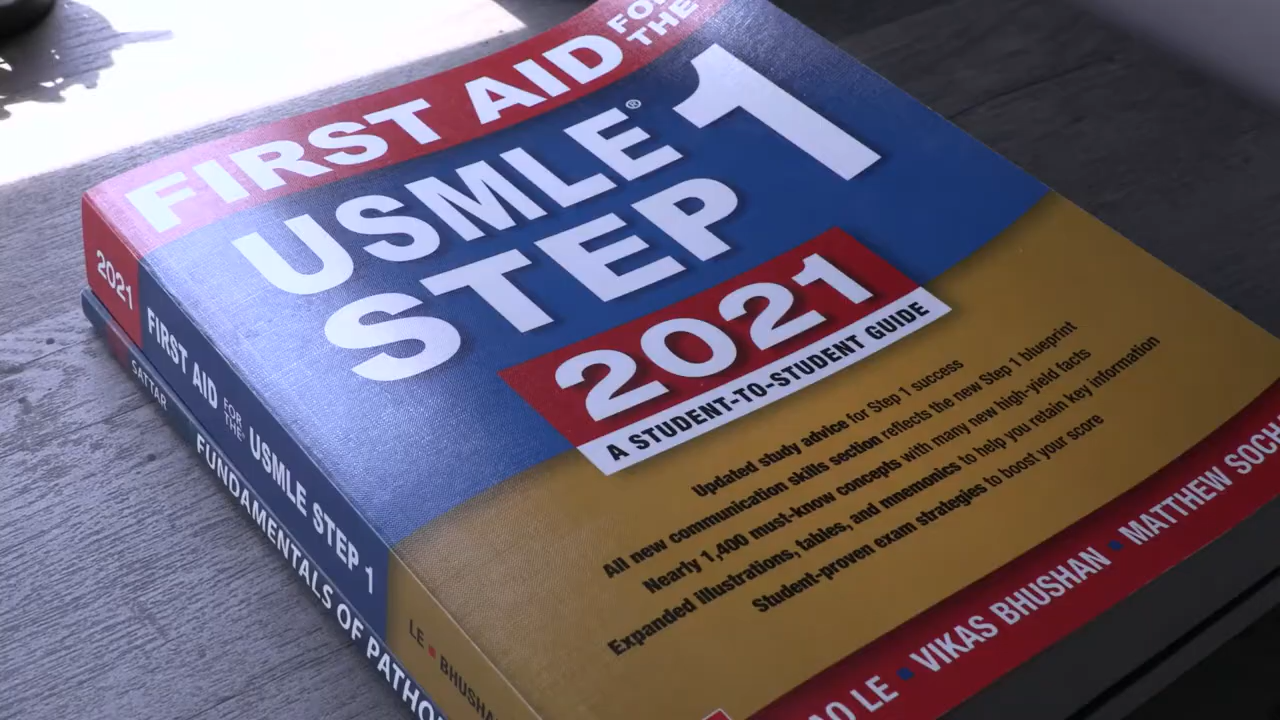 FIRST AID FOR THE
USMLE®
STEP 1
2021
A STUDENT-TO-STUDENT GUIDE
Updated study advice for Step 1 success
All new communication skills section reflects the new Step 1 blueprint
Nearly 1,400 must-know concepts with many new high-yield facts
Expanded illustrations, tables, and mnemonics to help you retain key information
Student-proven exam strategies to boost your score
LE • VIKAS BHUSHAN • MATTHEW
2021
FIRST AID FOR THE® USMLE STEP 1
LE • BHUSHAN
SATTAR
FUNDAMENTALS OF